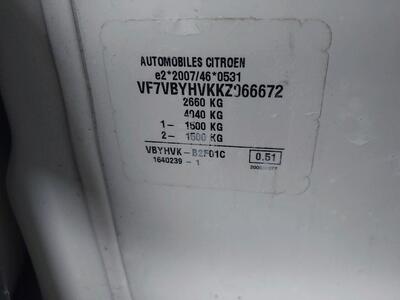 AUTOMOBILES CITROEN
e2*2007/46*0531
VF7VBYHVKKZ066672
2660 KG
4040 KG
1- 1500 KG
2- 1500 KG
VBYHVK-B2F01C 0.51
1640239 - 1